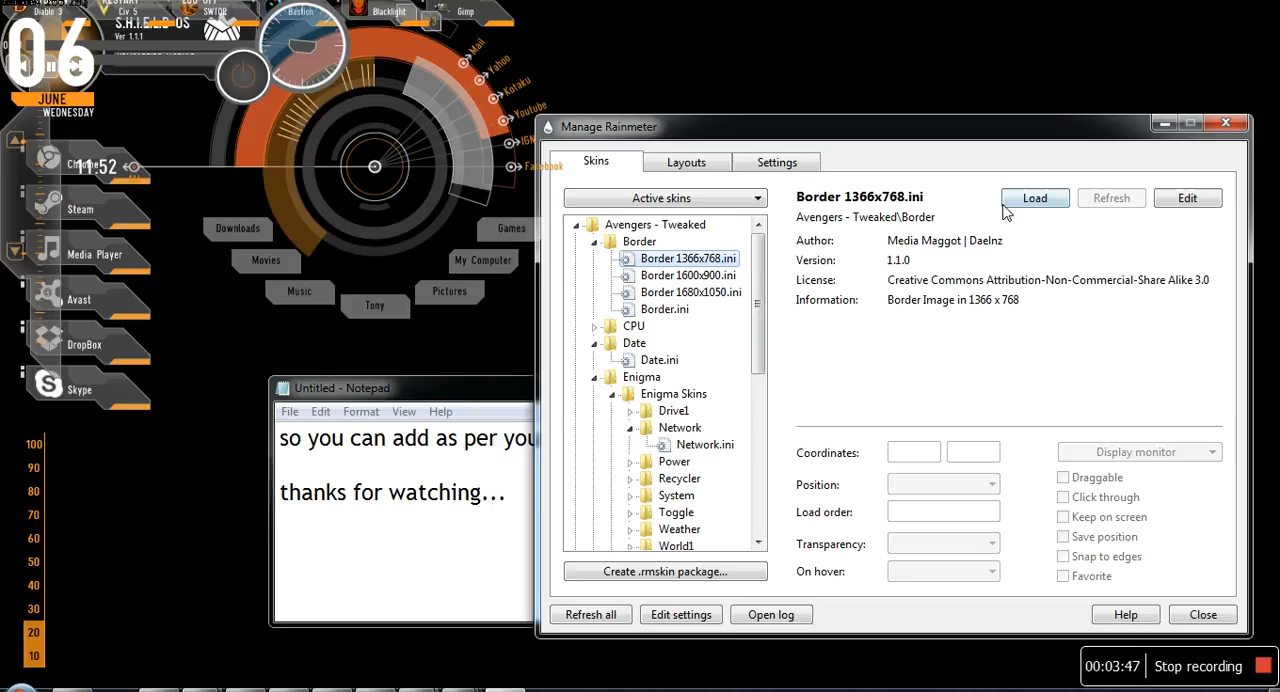 Diablo 3
Civ 5
SWTOR
S.H.I.E.L.D OS
Ver 1.1.1
Bastion
Blacklight
Gimp
06
JUNE
WEDNESDAY
11:52
Steam
Media Player
Avast
DropBox
Skype
Mail
Yahoo
Kotaku
Youtube
IGN
Facebook
Downloads
Movies
Music
Tony
Pictures
My Computer
Games
100
90
80
70
60
50
40
30
20
10
Untitled - Notepad
File Edit Format View Help
so you can add as per you
thanks for watching...
Manage Rainmeter
Skins Layouts Settings
Active skins
Avengers - Tweaked
Border
Border 1366x768.ini
Border 1600x900.ini
Border 1680x1050.ini
Border.ini
CPU
Date
Date.ini
Enigma
Enigma Skins
Drive1
Network
Network.ini
Power
Recycler
System
Toggle
Weather
World1
Create .rmskin package...
Border 1366x768.ini
Load Refresh Edit
Avengers - Tweaked\Border
Author: Media Maggot | Daelnz
Version: 1.1.0
License: Creative Commons Attribution-Non-Commercial-Share Alike 3.0
Information: Border Image in 1366 x 768
Coordinates:
Display monitor
Position:
Draggable
Click through
Load order:
Keep on screen
Save position
Transparency:
Snap to edges
On hover:
Favorite
Refresh all Edit settings Open log Help Close
00:03:47 Stop recording